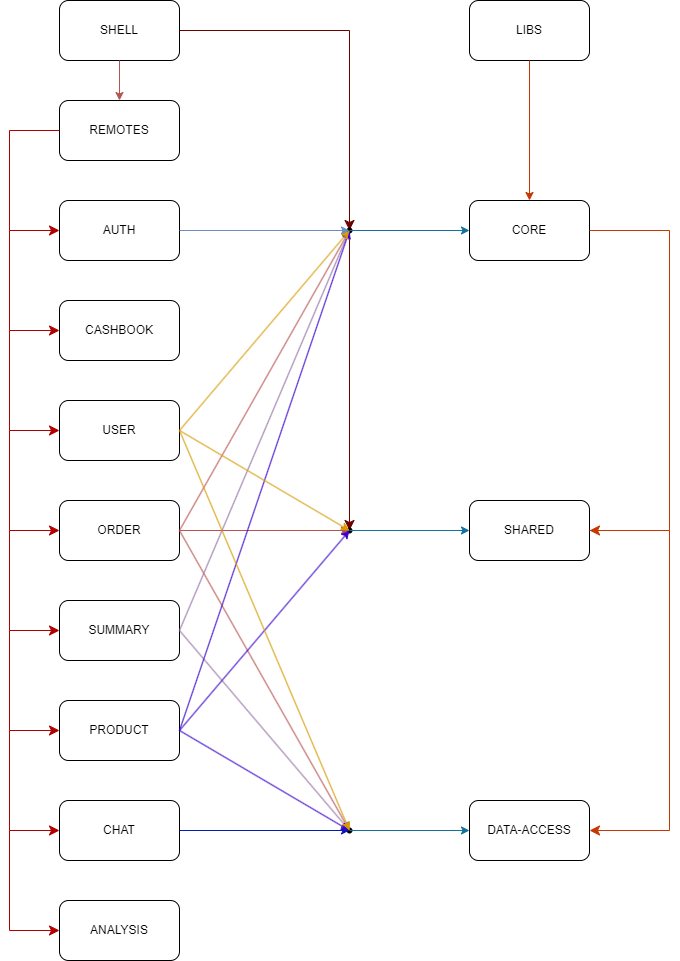 SHELL
LIBS
REMOTES
AUTH
CORE
CASHBOOK
USER
ORDER
SHARED
SUMMARY
PRODUCT
CHAT
DATA-ACCESS
ANALYSIS